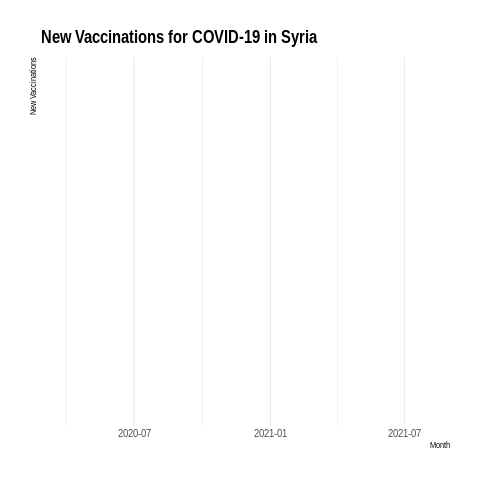 New Vaccinations for COVID-19 in Syria
New Vaccinations
2020-07
2021-01
2021-07
Month